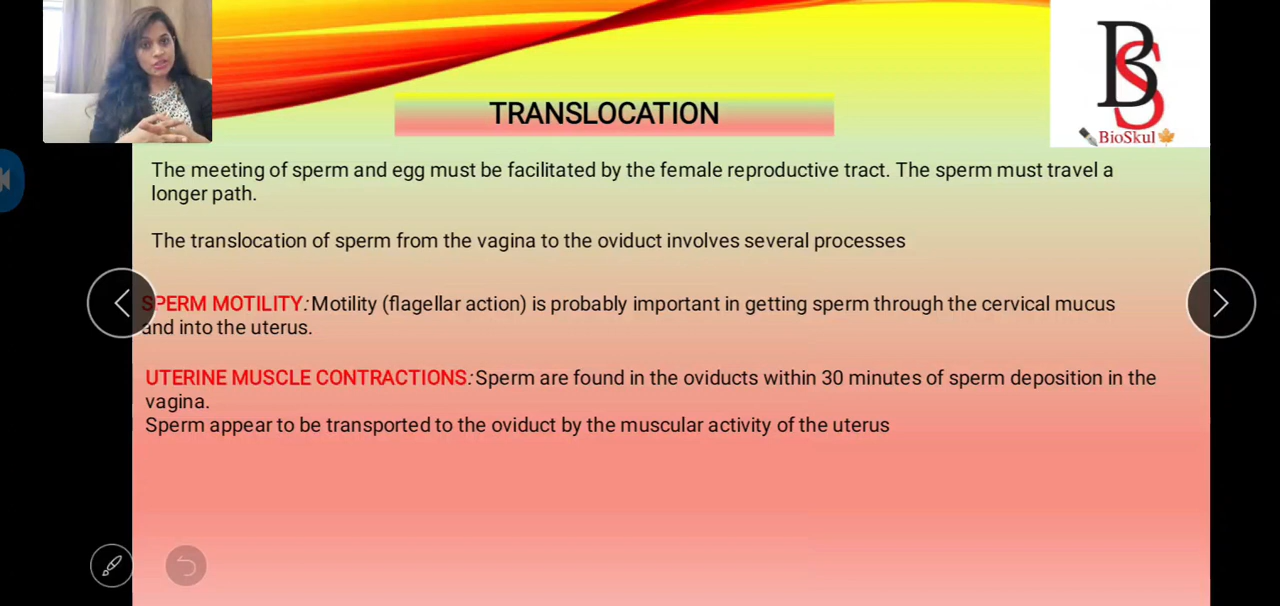 BS
BioSkul
TRANSLOCATION
The meeting of sperm and egg must be facilitated by the female reproductive tract. The sperm must travel a
longer path.
The translocation of sperm from the vagina to the oviduct involves several processes
SPERM MOTILITY: Motility (flagellar action) is probably important in getting sperm through the cervical mucus
and into the uterus.
UTERINE MUSCLE CONTRACTIONS: Sperm are found in the oviducts within 30 minutes of sperm deposition in the
vagina.
Sperm appear to be transported to the oviduct by the muscular activity of the uterus